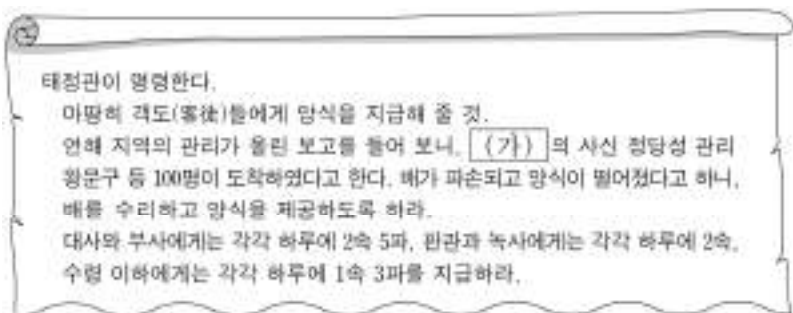 태정관이 명령한다.
마땅히 객도(客徒)들에게 양식을 지급해 줄 것.
연해 지역의 관리가 올린 보고를 들어 보니, (가) 의 사신 정당성 관리
왕문구 등 100명이 도착하였다고 한다. 배가 파손되고 양식이 떨어졌다고 하니,
배를 수리하고 양식을 제공하도록 하라.
대사와 부사에게는 각각 하루에 2속 5파, 판관과 녹사에게는 각각 하루에 2속,
수령 이하에게는 각각 하루에 1속 3파를 지급하라.